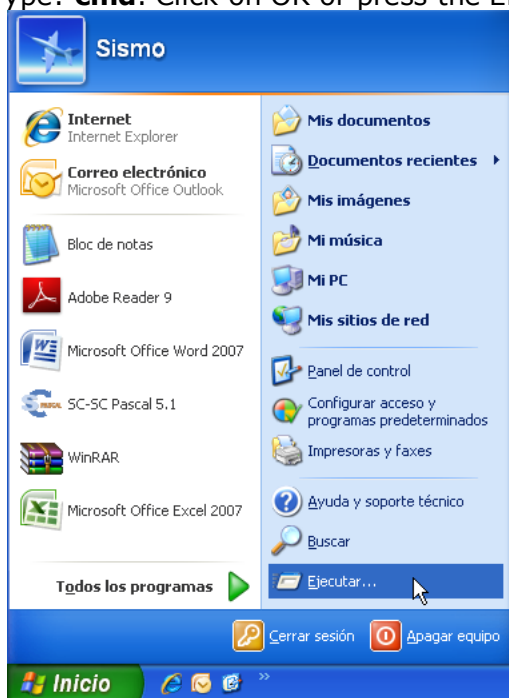 ype: cmd. Click on OK or press the E
Sismo
Internet
Internet Explorer
Correo electrónico
Microsoft Office Outlook
Bloc de notas
Adobe Reader 9
Microsoft Office Word 2007
SC-SC Pascal 5.1
WinRAR
Microsoft Office Excel 2007
Todos los programas
Mis documentos
Documentos recientes
Mis imágenes
Mi música
Mi PC
Mis sitios de red
Panel de control
Configurar acceso y
programas predeterminados
Impresoras y faxes
Ayuda y soporte técnico
Buscar
Ejecutar...
Cerrar sesión
Apagar equipo
Inicio